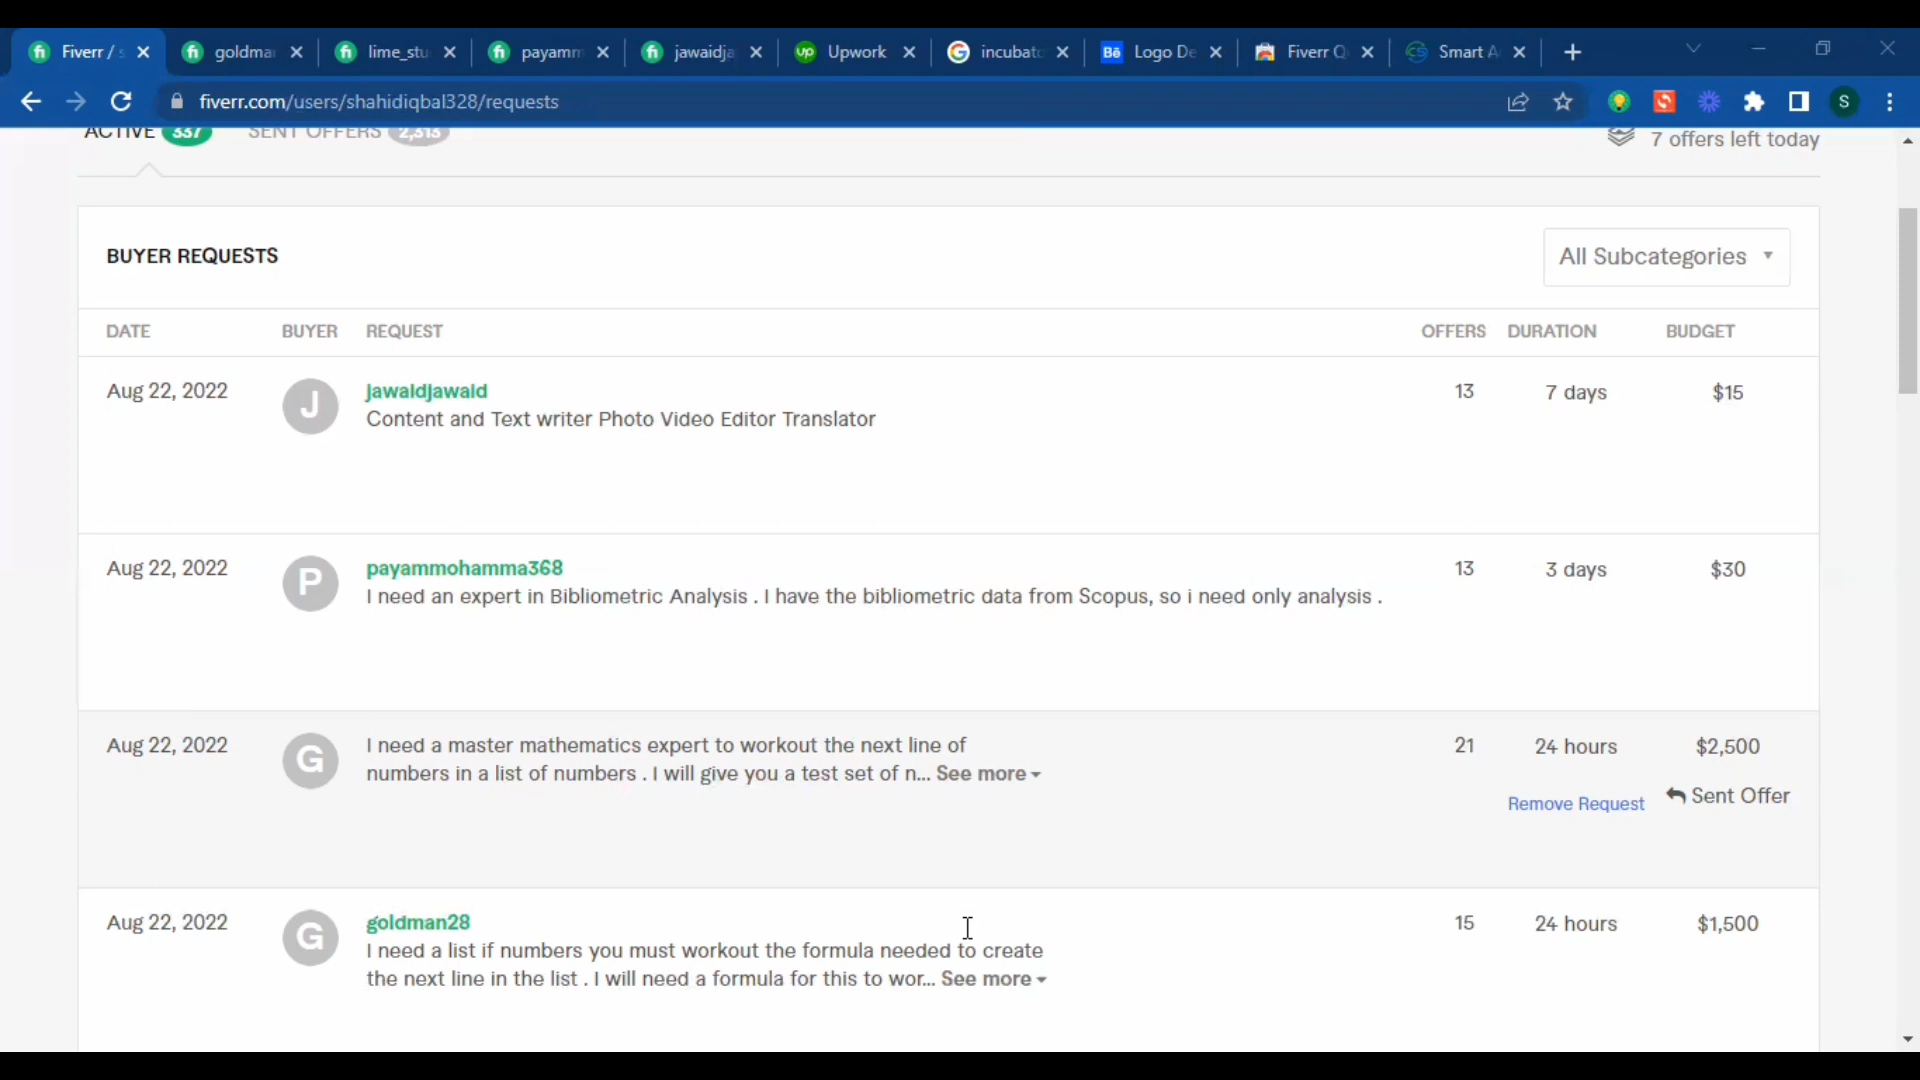 Fiverr / s
goldma
lime_stu
payamm
jawaidja
Upwork
incubato
Logo De
Fiverr Q
Smart A
fiverr.com/users/shahidiqbal328/requests
S
ACTIVE 337 SENT OFFERS 2,313
7 offers left today
BUYER REQUESTS
All Subcategories
DATE BUYER REQUEST OFFERS DURATION BUDGET
Aug 22, 2022 J jawaidjawaid 13 7 days $15
Content and Text writer Photo Video Editor Translator
Aug 22, 2022 P payammohamma368 13 3 days $30
I need an expert in Bibliometric Analysis . I have the bibliometric data from Scopus, so i need only analysis .
Aug 22, 2022 G I need a master mathematics expert to workout the next line of 21 24 hours $2,500
numbers in a list of numbers . I will give you a test set of n... See more
Remove Request Sent Offer
Aug 22, 2022 G goldman28 15 24 hours $1,500
I need a list if numbers you must workout the formula needed to create
the next line in the list . I will need a formula for this to wor... See more